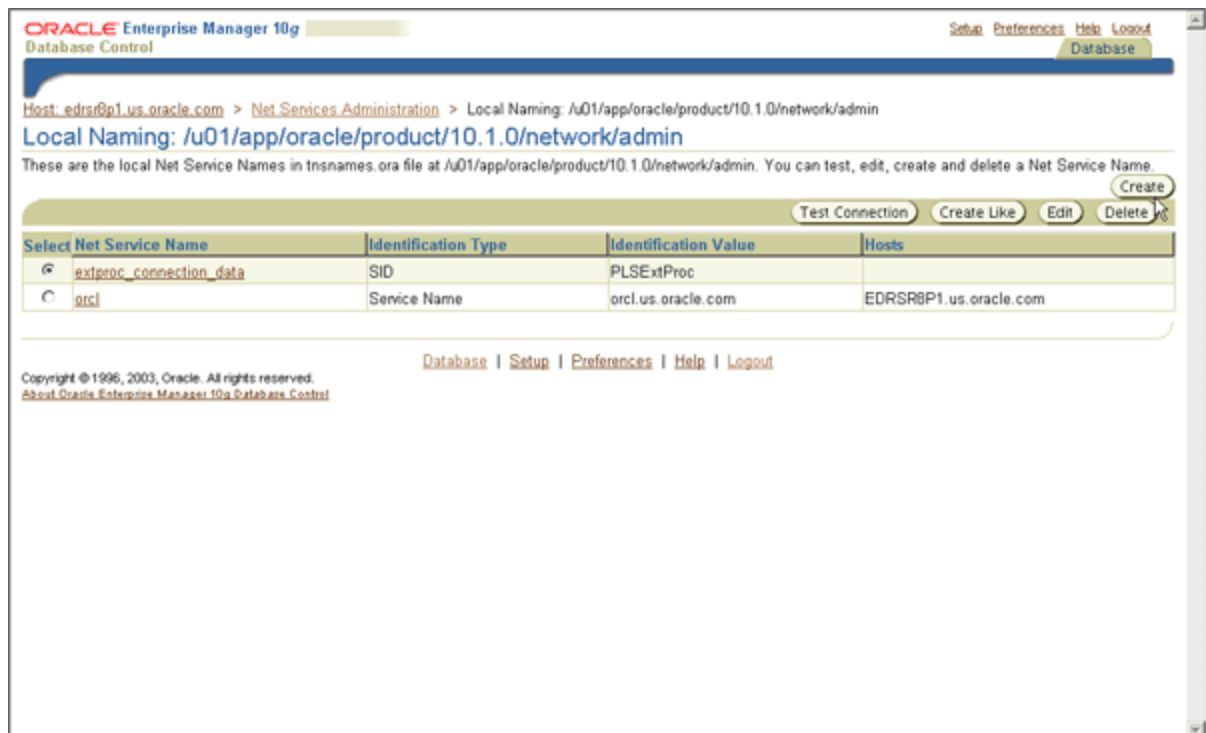 ORACLE Enterprise Manager 10g
Database Control
Setup Preferences Help Logout
Database
Host: edrsr8p1.us.oracle.com > Net Services Administration > Local Naming: /u01/app/oracle/product/10.1.0/network/admin
Local Naming: /u01/app/oracle/product/10.1.0/network/admin
These are the local Net Service Names in tnsnames.ora file at /u01/app/oracle/product/10.1.0/network/admin. You can test, edit, create and delete a Net Service Name.
Create
Test Connection Create Like Edit Delete
Select Net Service Name Identification Type Identification Value Hosts
extproc_connection_data SID PLSExtProc
orcl Service Name orcl.us.oracle.com EDRSR8P1.us.oracle.com
Database | Setup | Preferences | Help | Logout
Copyright © 1996, 2003, Oracle. All rights reserved.
About Oracle Enterprise Manager 10g Database Control